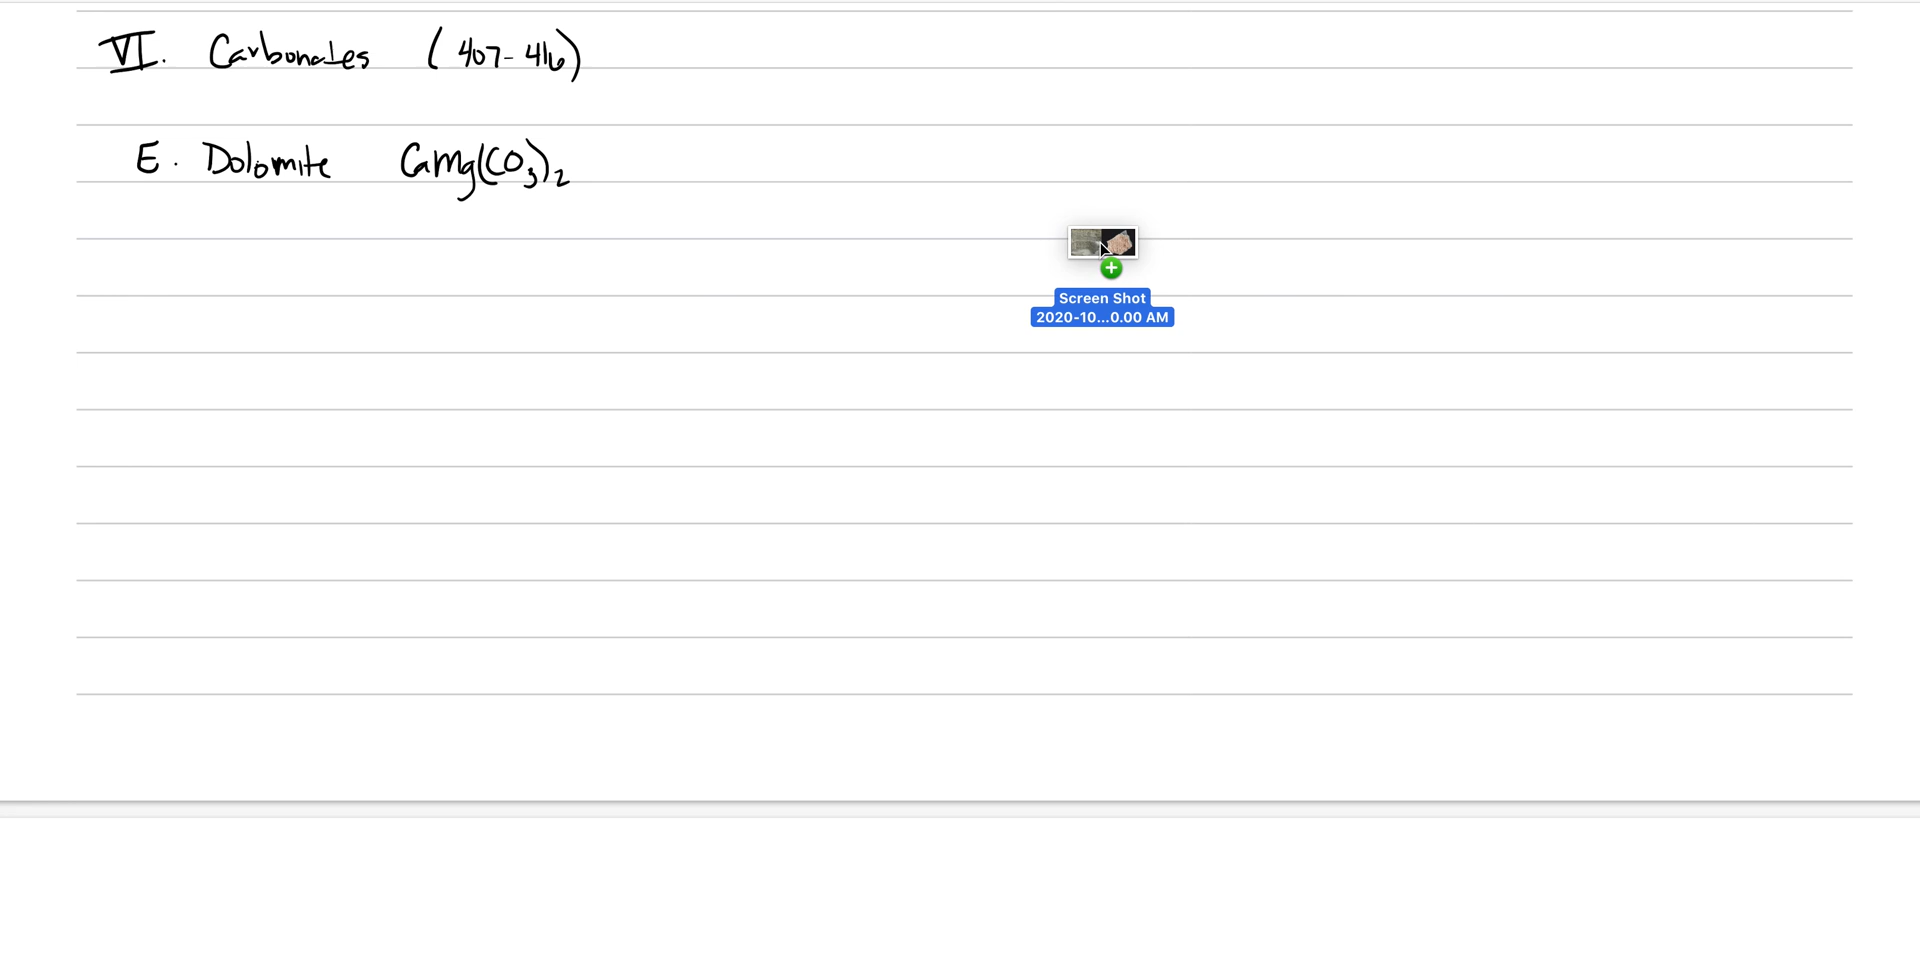 VI. Carbonates (407-416)
E. Dolomite CaMg(CO3)2
Screen Shot
2020-10...0.00 AM